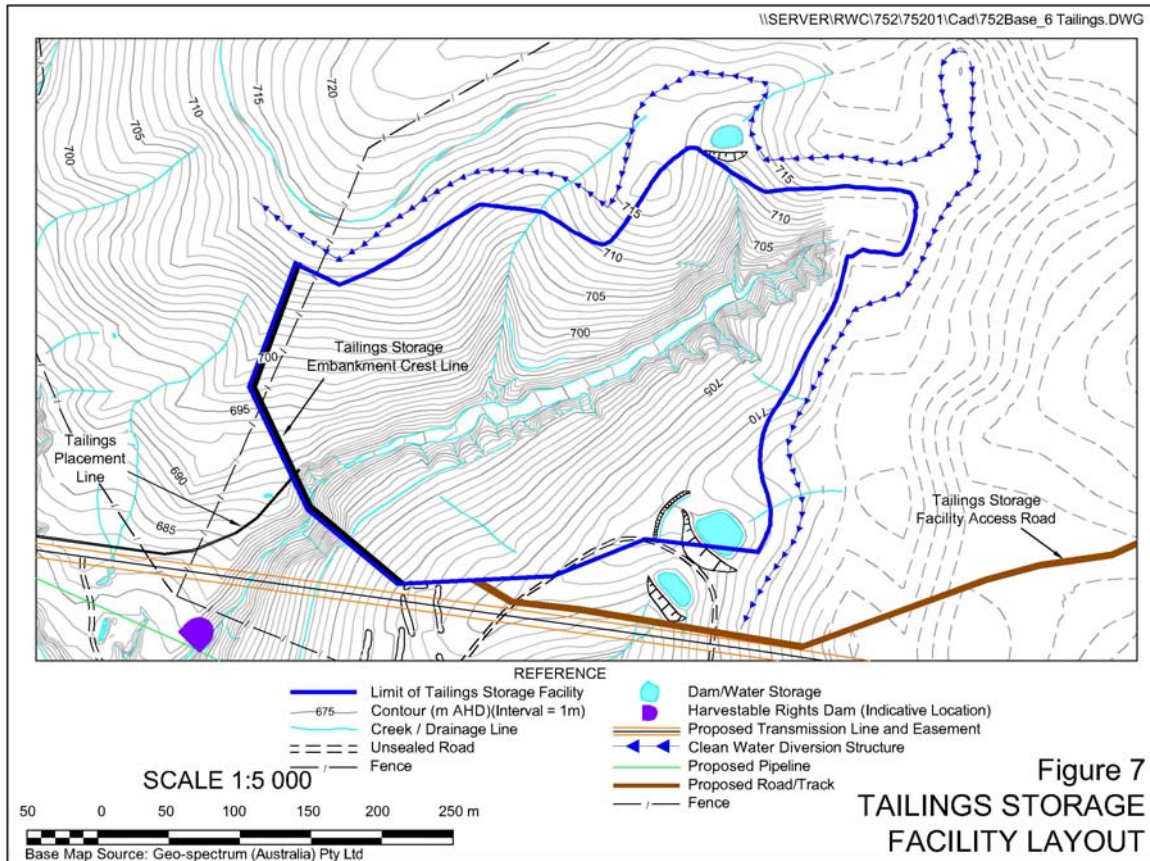 \\SERVER\RWC\752\75201\Cad\752Base_6 Tailings.DWG
720
715
710
705
700
715
715
710
710
705
705
700
Tailings Storage
Embankment Crest Line
700
695
705
710
Tailings
Placement
Line
690
685
Tailings Storage
Facility Access Road
REFERENCE
Limit of Tailings Storage Facility
675 Contour (m AHD)(Interval = 1m)
Creek / Drainage Line
Unsealed Road
Fence
Dam/Water Storage
Harvestable Rights Dam (Indicative Location)
Proposed Transmission Line and Easement
Clean Water Diversion Structure
Proposed Pipeline
Proposed Road/Track
Fence
SCALE 1:5 000
50 0 50 100 150 200 250 m
Base Map Source: Geo-spectrum (Australia) Pty Ltd
Figure 7
TAILINGS STORAGE
FACILITY LAYOUT